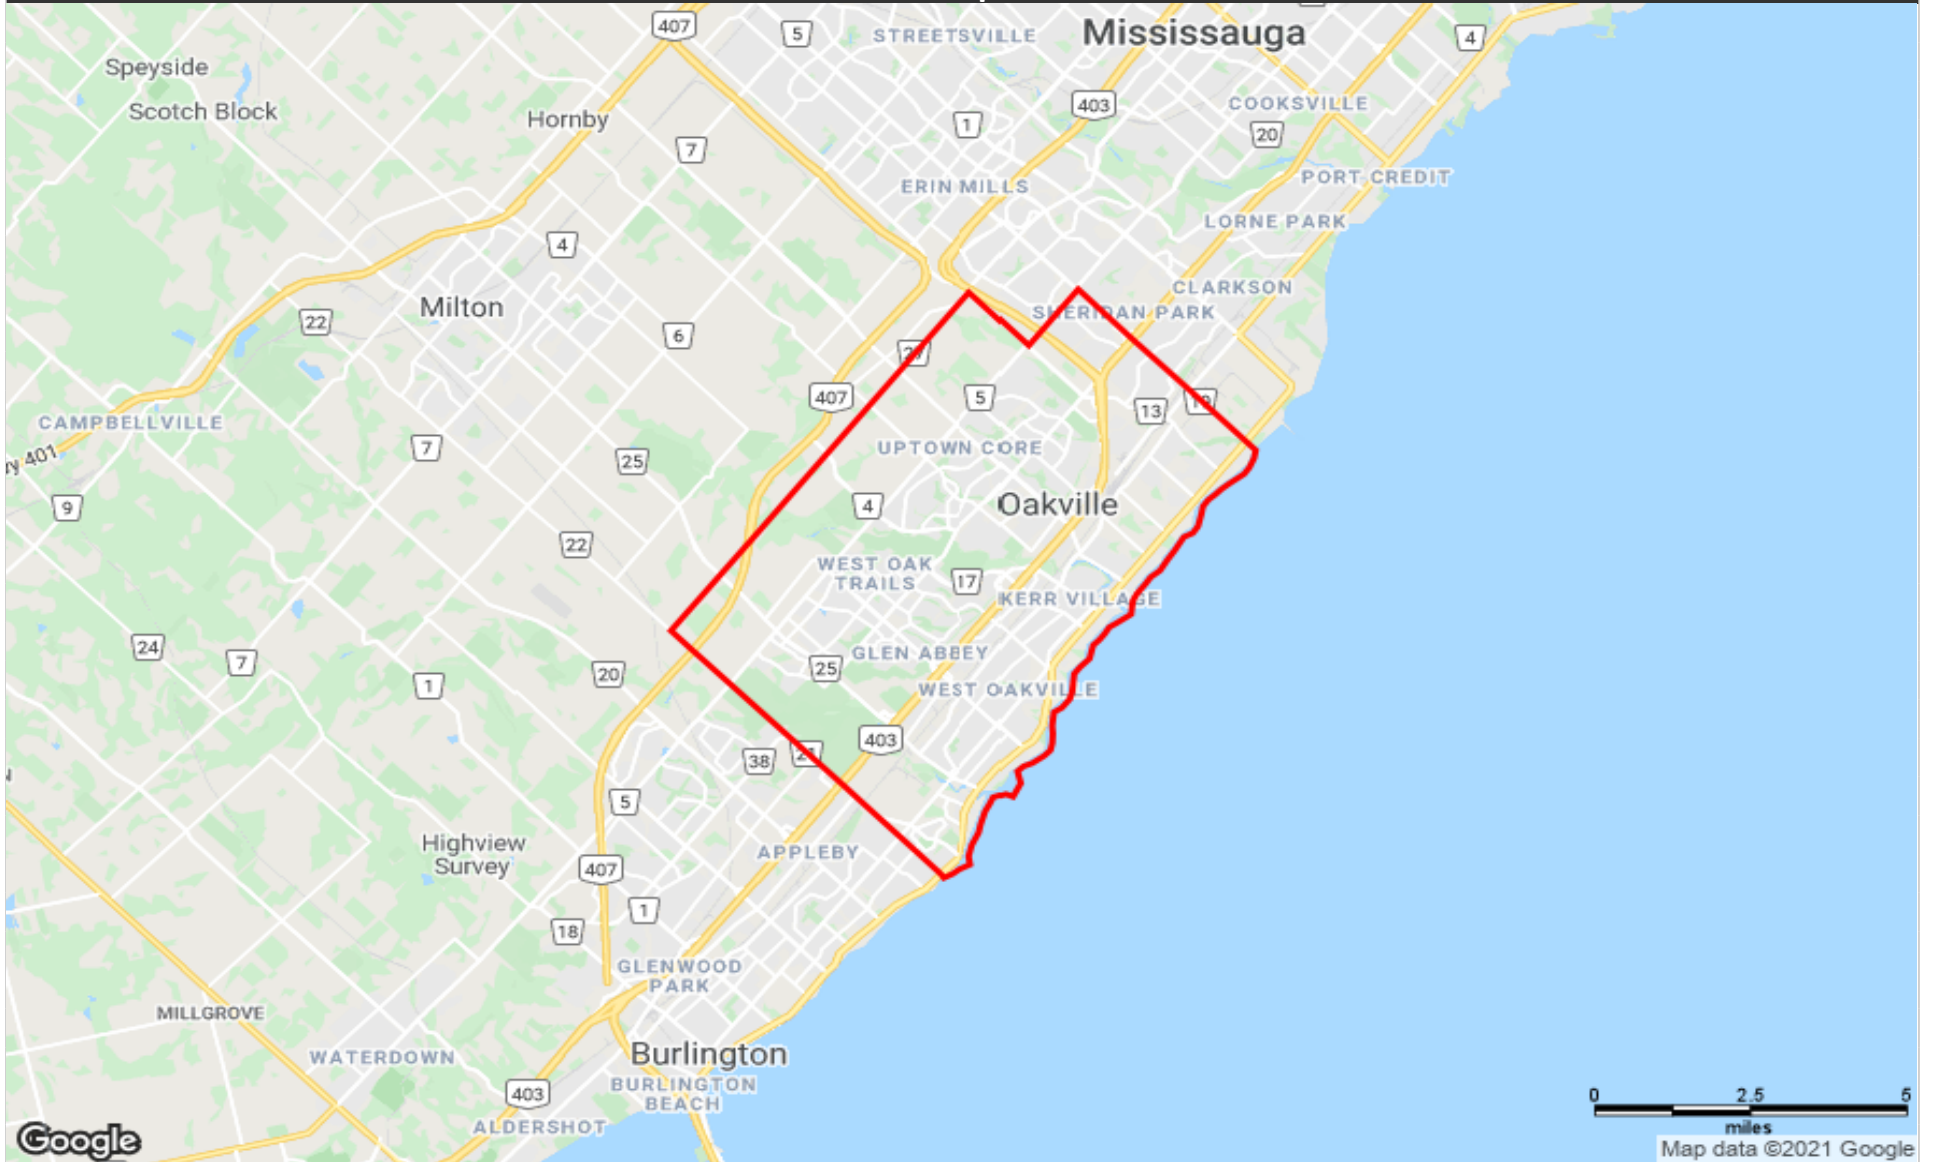 407
5
STREETSVILLE
Mississauga
4
Speyside
Scotch Block
Hornby
1
403
COOKSVILLE
20
7
ERIN MILLS
PORT CREDIT
LORNE PARK
4
Milton
22
6
CLARKSON
SHERIDAN PARK
407
5
13
CAMPBELLVILLE
401
7
25
UPTOWN CORE
9
4
Oakville
22
WEST OAK
TRAILS
17
KERR VILLAGE
24
7
20
GLEN ABBEY
25
1
WEST OAKVILLE
403
38
5
Highview
Survey
APPLEBY
407
1
18
GLENWOOD
PARK
MILLGROVE
WATERDOWN
Burlington
403
BURLINGTON
BEACH
ALDERSHOT
0 2.5 5
miles
Google
Map data ©2021 Google